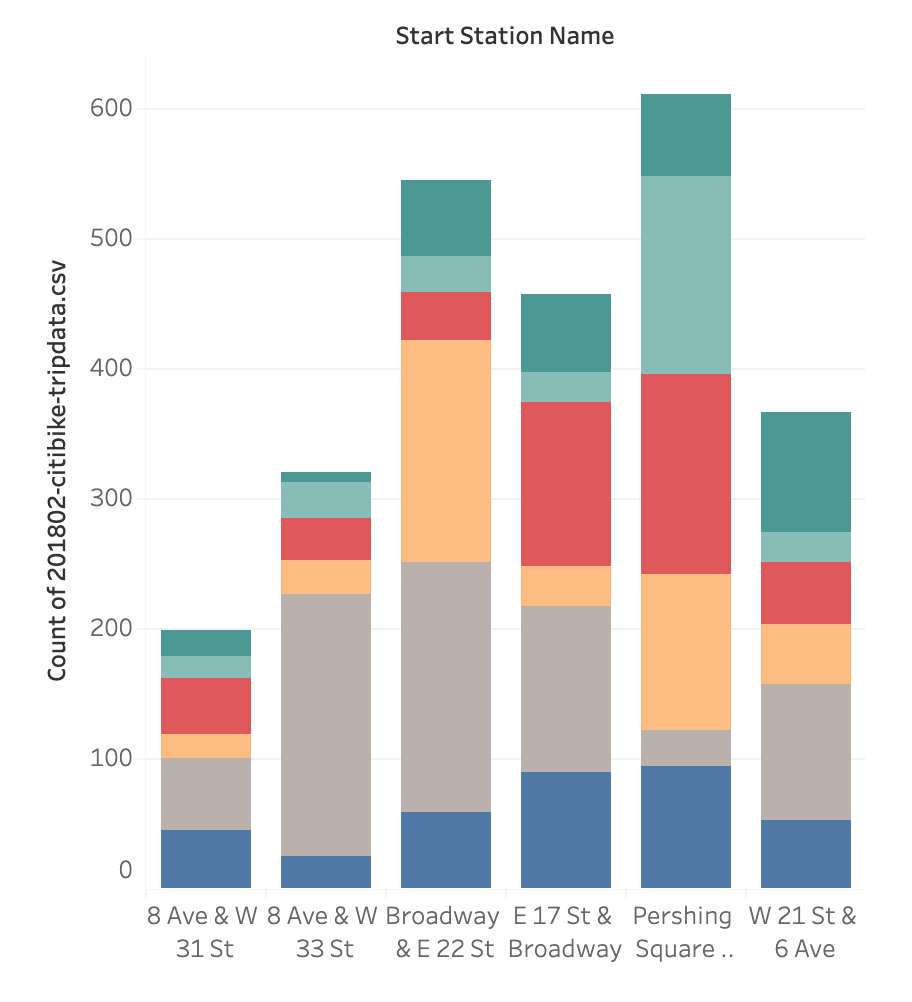 Start Station Name
Count of 201802-citibike-tripdata.csv
600
500
400
300
200
100
0
8 Ave & W
31 St
8 Ave & W
33 St
Broadway
& E 22 St
E 17 St &
Broadway
Pershing
Square ..
W 21 St &
6 Ave